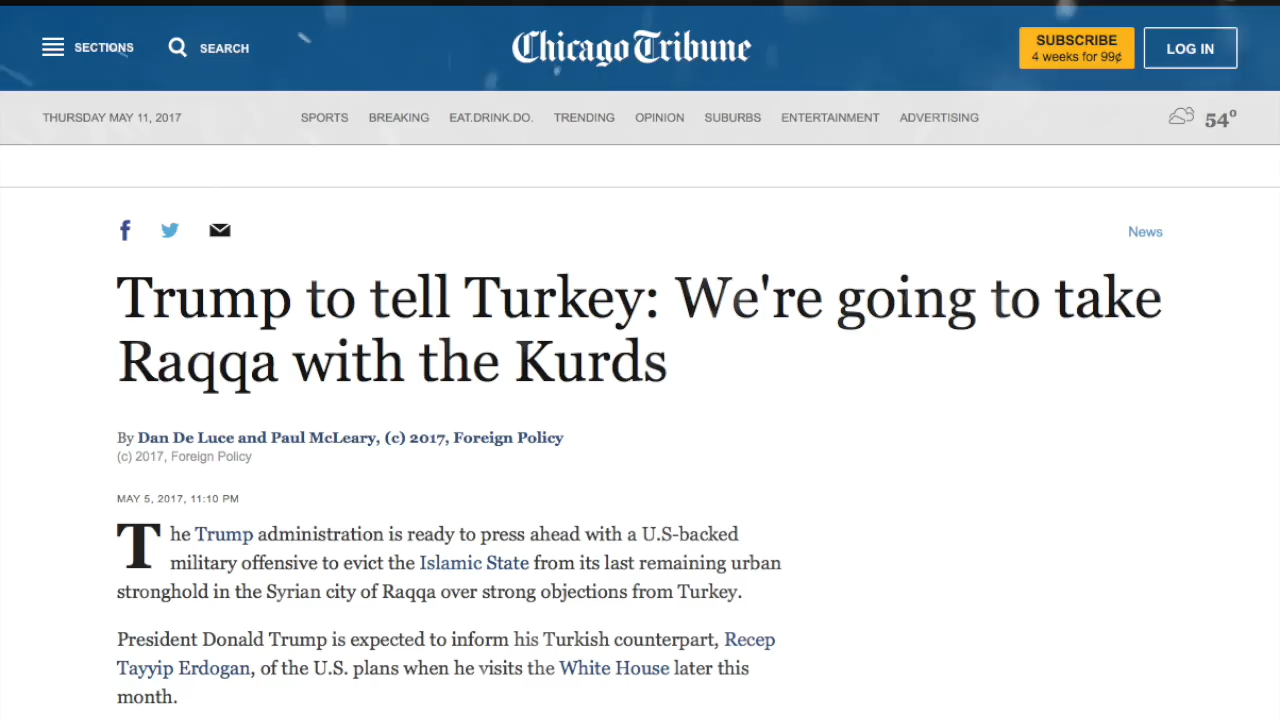 SECTIONS SEARCH Chicago Tribune SUBSCRIBE LOG IN
4 weeks for 99¢
THURSDAY MAY 11, 2017 SPORTS BREAKING EAT.DRINK.DO. TRENDING OPINION SUBURBS ENTERTAINMENT ADVERTISING 54°
News
Trump to tell Turkey: We're going to take
Raqqa with the Kurds
By Dan De Luce and Paul McLeary, (c) 2017, Foreign Policy
(c) 2017, Foreign Policy
MAY 5, 2017, 11:10 PM
The Trump administration is ready to press ahead with a U.S-backed
military offensive to evict the Islamic State from its last remaining urban
stronghold in the Syrian city of Raqqa over strong objections from Turkey.
President Donald Trump is expected to inform his Turkish counterpart, Recep
Tayyip Erdogan, of the U.S. plans when he visits the White House later this
month.